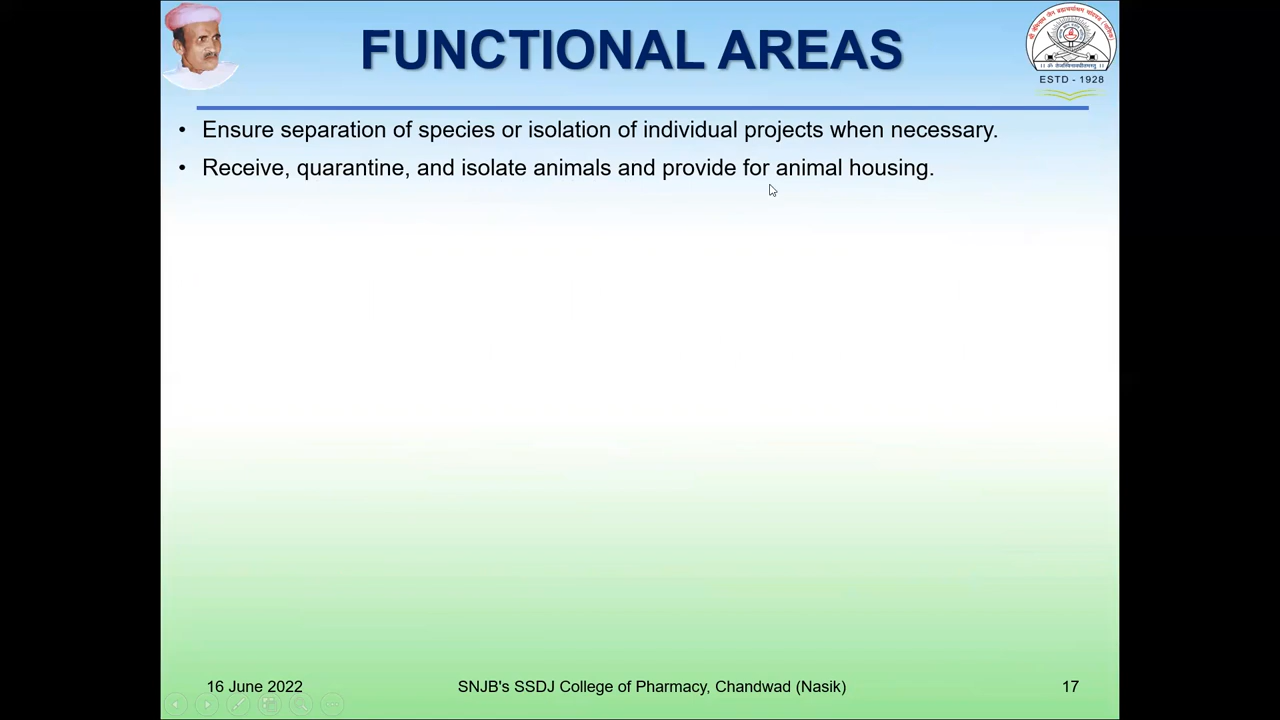 FUNCTIONAL AREAS
ESTD - 1928
• Ensure separation of species or isolation of individual projects when necessary.
• Receive, quarantine, and isolate animals and provide for animal housing.
16 June 2022
SNJB's SSDJ College of Pharmacy, Chandwad (Nasik)
17